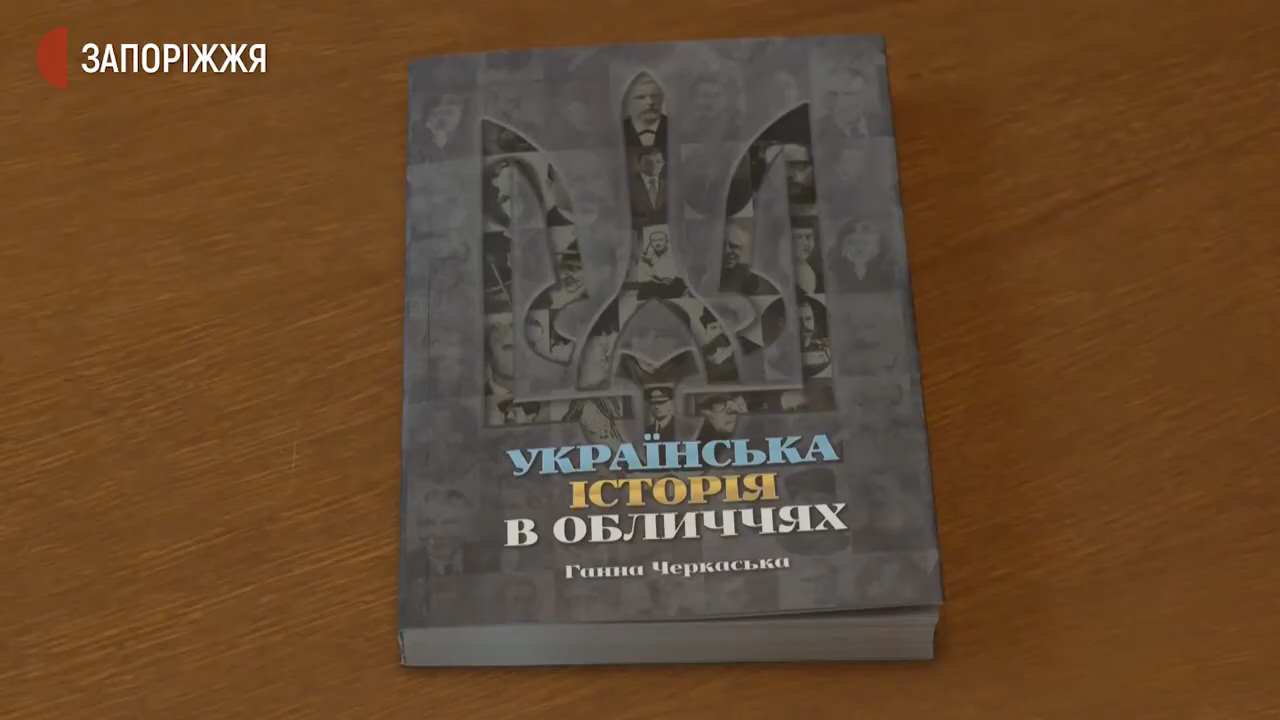 ЗАПОРІЖЖЯ
УКРАЇНСЬКА
ІСТОРІЯ
В ОБЛИЧЧЯХ
Ганна Черкаська